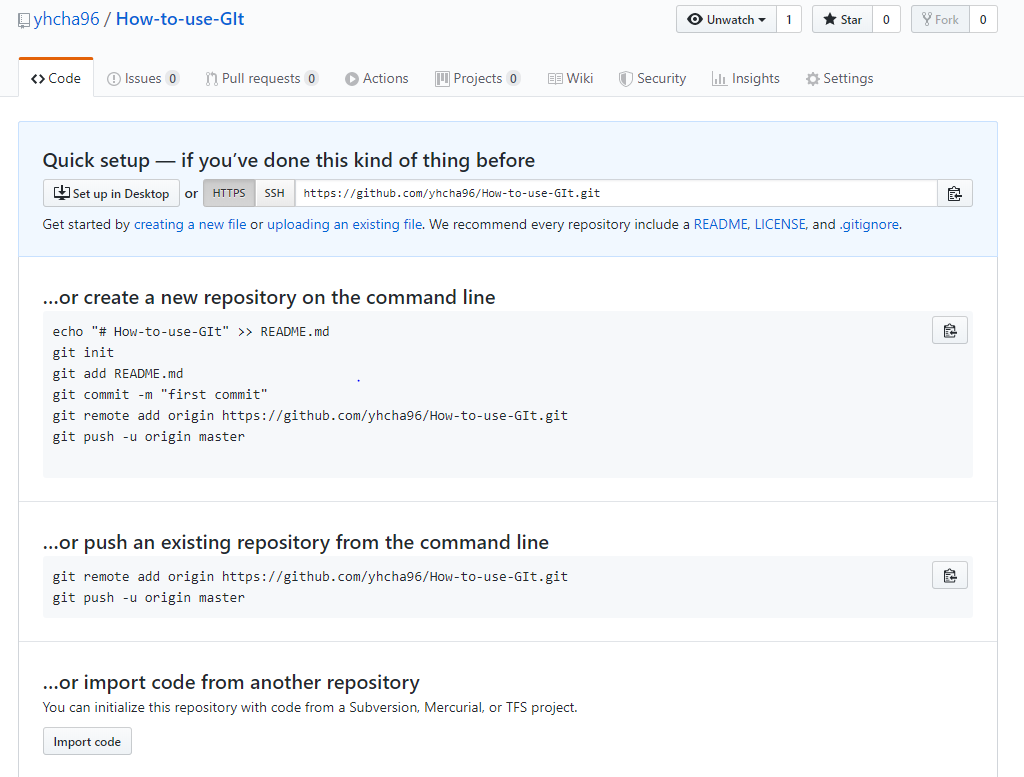 yhcha96 / How-to-use-GIt
Unwatch 1 Star 0 Fork 0
Code Issues 0 Pull requests 0 Actions Projects 0 Wiki Security Insights Settings
Quick setup — if you’ve done this kind of thing before
Set up in Desktop or HTTPS SSH https://github.com/yhcha96/How-to-use-GIt.git
Get started by creating a new file or uploading an existing file. We recommend every repository include a README, LICENSE, and .gitignore.
…or create a new repository on the command line
echo "# How-to-use-GIt" >> README.md
git init
git add README.md
git commit -m "first commit"
git remote add origin https://github.com/yhcha96/How-to-use-GIt.git
git push -u origin master
…or push an existing repository from the command line
git remote add origin https://github.com/yhcha96/How-to-use-GIt.git
git push -u origin master
…or import code from another repository
You can initialize this repository with code from a Subversion, Mercurial, or TFS project.
Import code